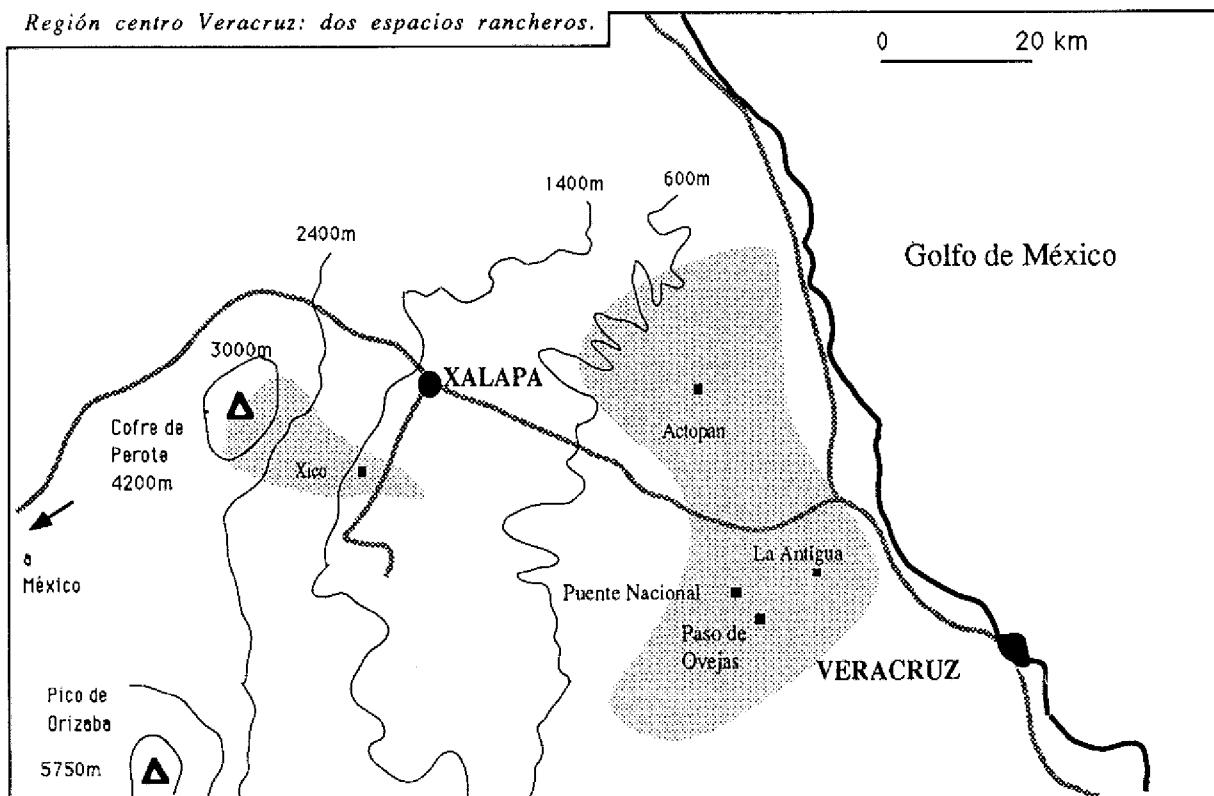 Región centro Veracruz: dos espacios rancheros.
0 20 km
1400m
600m
2400m
Golfo de México
3000m
XALAPA
Cofre de
Perote
4200m
Actopan
Xico
a
México
La Antigua
Puente Nacional
Paso de
Ovejas
VERACRUZ
Pico de
Orizaba
5750m